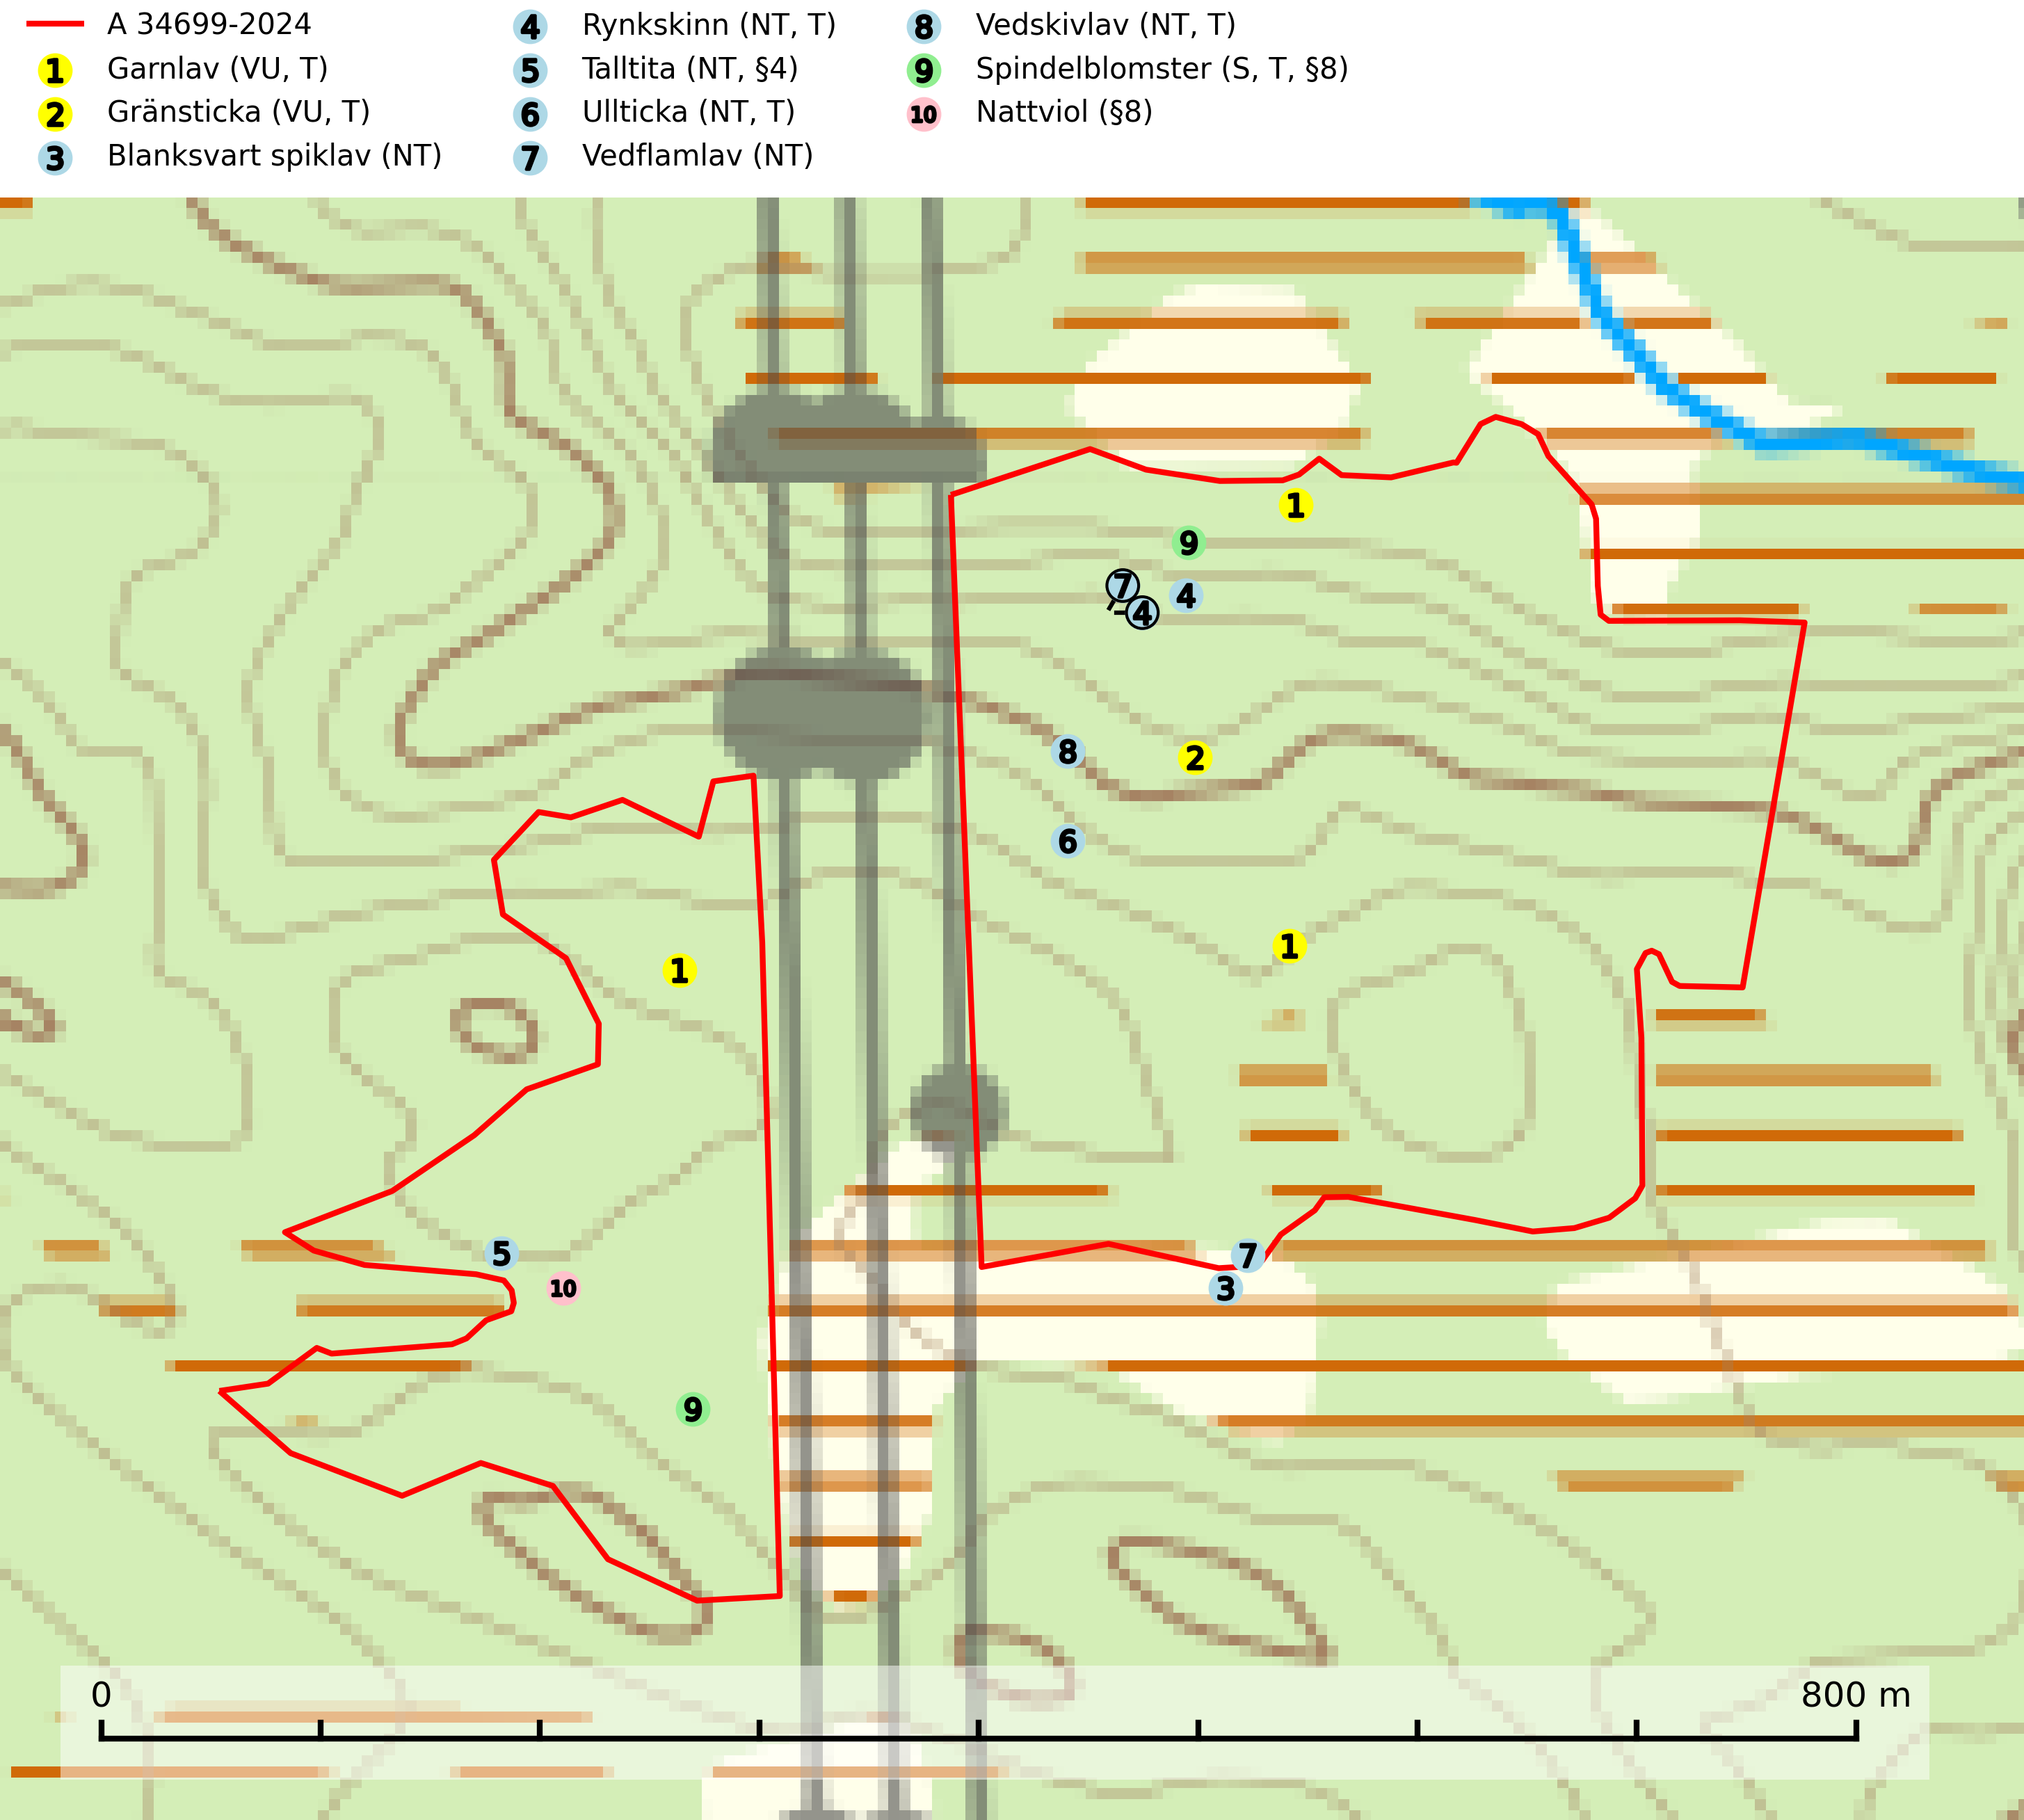 A 34699-2024
1 Garnlav (VU, T)
2 Gränsticka (VU, T)
3 Blanksvart spiklav (NT)
4 Rynkskinn (NT, T)
5 Talltita (NT, §4)
6 Ullticka (NT, T)
7 Vedflamlav (NT)
8 Vedskivlav (NT, T)
9 Spindelblomster (S, T, §8)
10 Nattviol (§8)
1
9
7
4
4
8
2
6
1
1
5
7
10
3
9
0
800 m